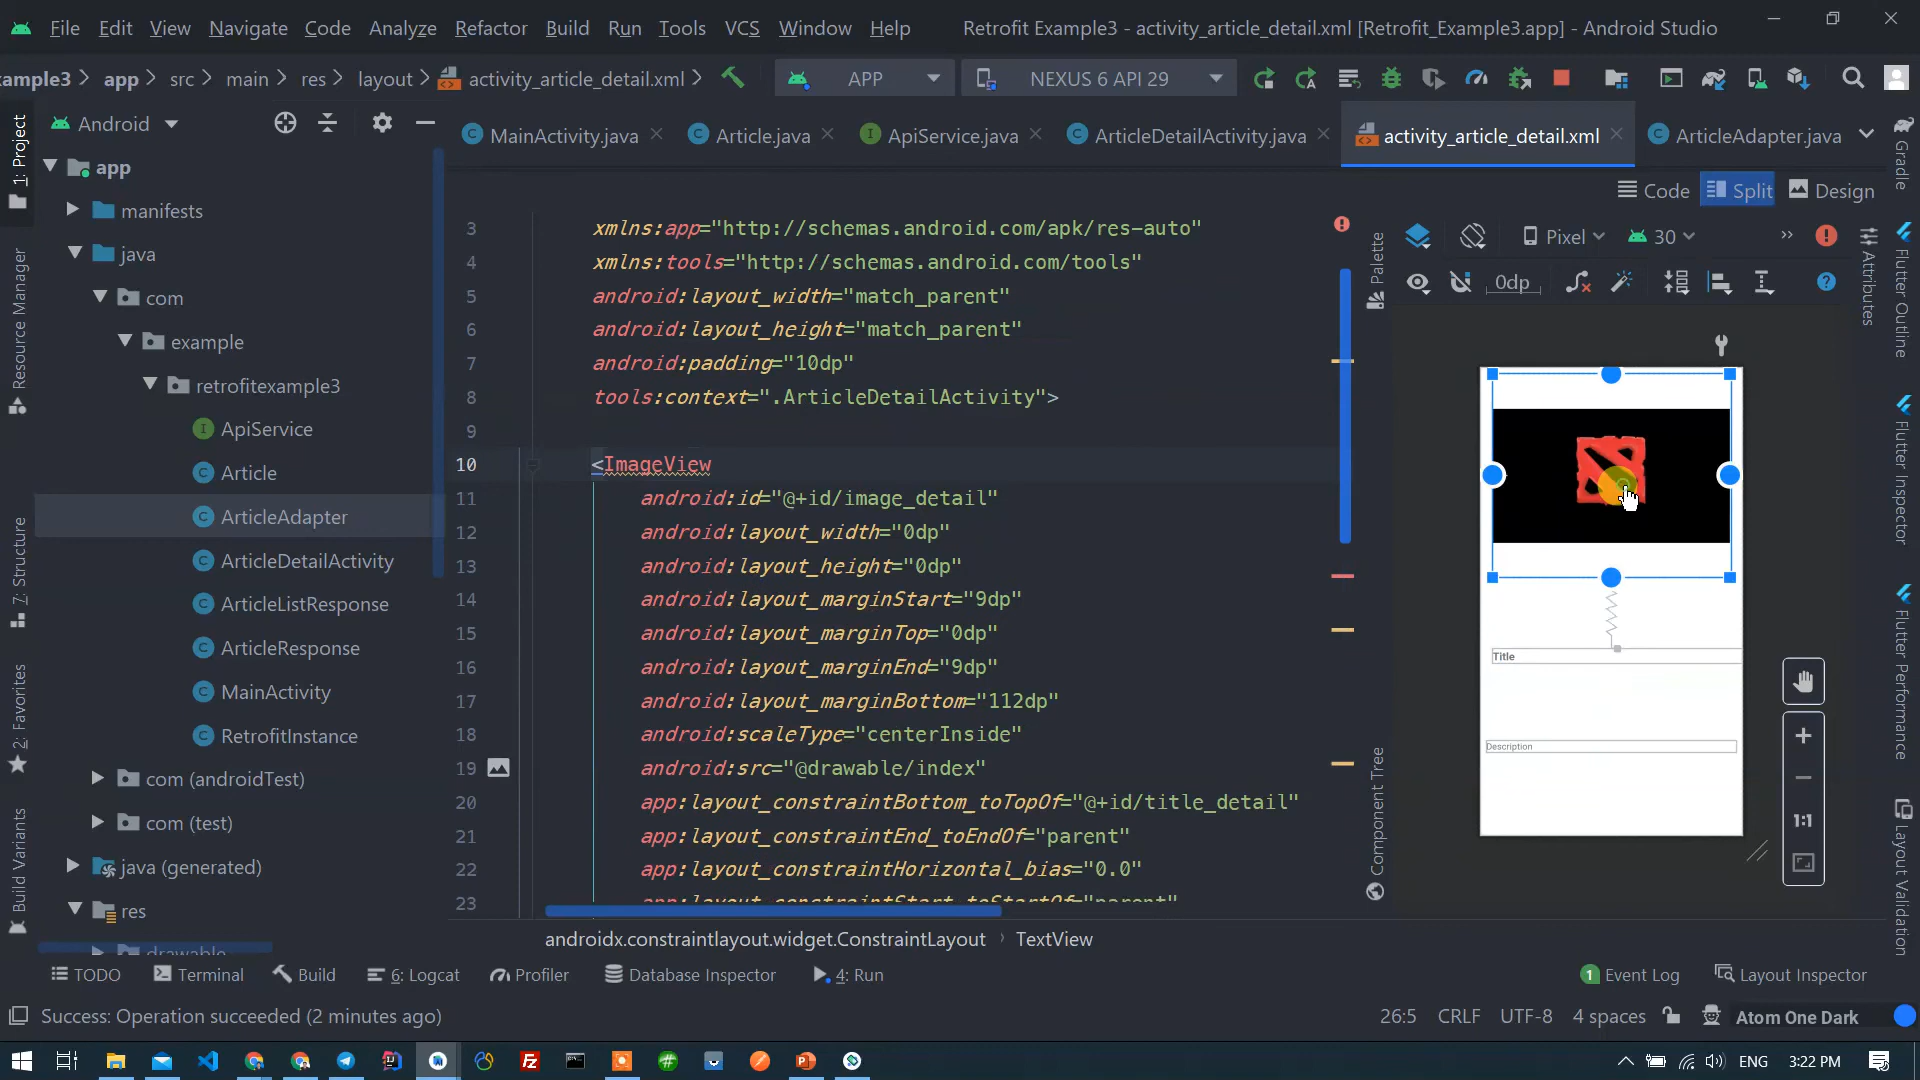 File Edit View Navigate Code Analyze Refactor Build Run Tools VCS Window Help Retrofit Example3 - activity_article_detail.xml [Retrofit_Example3.app] - Android Studio
ample3 app src main res layout activity_article_detail.xml APP NEXUS 6 API 29
Android
MainActivity.java Article.java ApiService.java ArticleDetailActivity.java activity_article_detail.xml ArticleAdapter.java
Code Split Design
Pixel 30
0dp
1: Project
Resource Manager
7: Structure
2: Favorites
Build Variants
app
manifests
java
com
example
retrofitexample3
ApiService
Article
ArticleAdapter
ArticleDetailActivity
ArticleListResponse
ArticleResponse
MainActivity
RetrofitInstance
com (androidTest)
com (test)
java (generated)
res
drawable
3 xmlns:app="http://schemas.android.com/apk/res-auto"
4 xmlns:tools="http://schemas.android.com/tools"
5 android:layout_width="match_parent"
6 android:layout_height="match_parent"
7 android:padding="10dp"
8 tools:context=".ArticleDetailActivity">
9
10 <ImageView
11 android:id="@+id/image_detail"
12 android:layout_width="0dp"
13 android:layout_height="0dp"
14 android:layout_marginStart="9dp"
15 android:layout_marginTop="0dp"
16 android:layout_marginEnd="9dp"
17 android:layout_marginBottom="112dp"
18 android:scaleType="centerInside"
19 android:src="@drawable/index"
20 app:layout_constraintBottom_toTopOf="@+id/title_detail"
21 app:layout_constraintEnd_toEndOf="parent"
22 app:layout_constraintHorizontal_bias="0.0"
23 app:layout_constraintStart_toStartOf="parent"
androidx.constraintlayout.widget.ConstraintLayout TextView
Palette
Component Tree
Title
Description
1:1
Attributes
Gradle
Flutter Outline
Flutter Inspector
Flutter Performance
Layout Validation
TODO Terminal Build 6: Logcat Profiler Database Inspector 4: Run 1 Event Log Layout Inspector
Success: Operation succeeded (2 minutes ago) 26:5 CRLF UTF-8 4 spaces Atom One Dark
ENG 3:22 PM